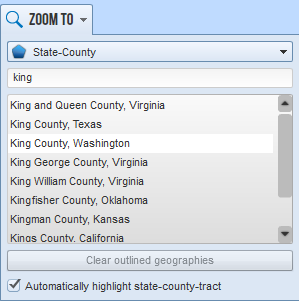 ZOOM TO
State-County
king
King and Queen County, Virginia
King County, Texas
King County, Washington
King George County, Virginia
King William County, Virginia
Kingfisher County, Oklahoma
Kingman County, Kansas
Kings County, California
Clear outlined geographies
Automatically highlight state-county-tract